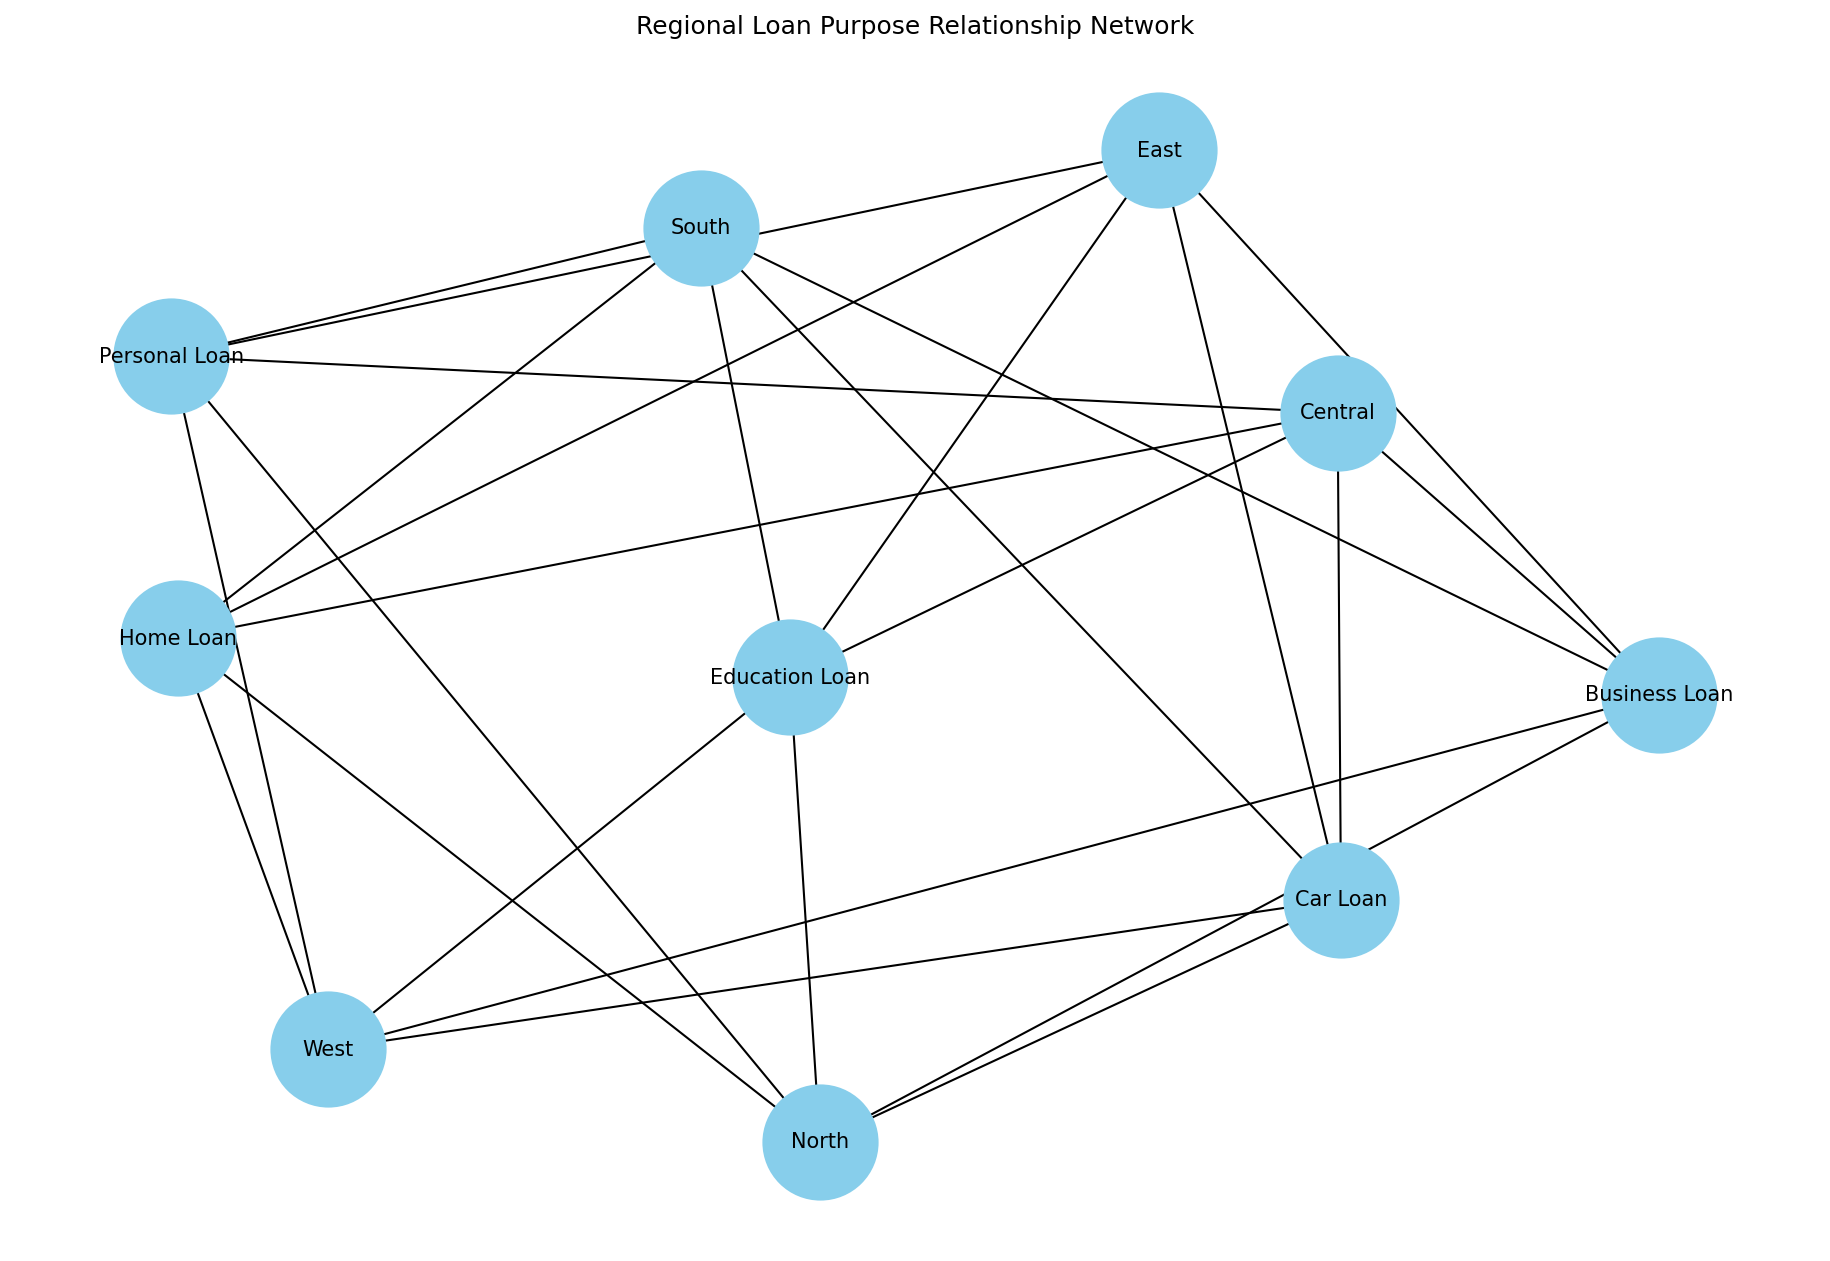 Regional Loan Purpose Relationship Network
East
South
Personal Loan
Central
Home Loan
Education Loan
Business Loan
Car Loan
West
North